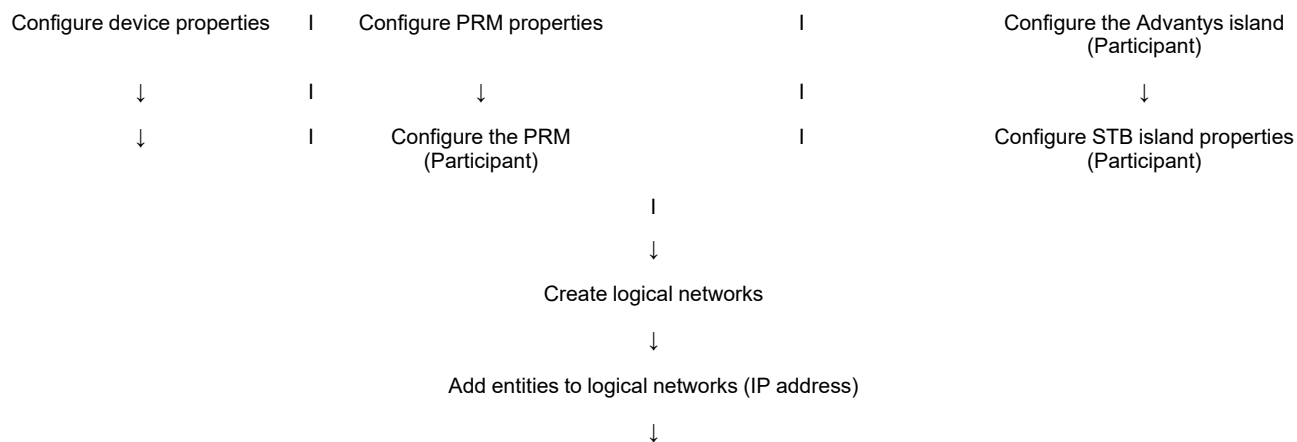 Configure device properties I Configure PRM properties I Configure the Advantys island
(Participant)
↓ I ↓ I ↓
↓ I Configure the PRM I Configure STB island properties
(Participant) (Participant)
I
↓
Create logical networks
↓
Add entities to logical networks (IP address)
↓